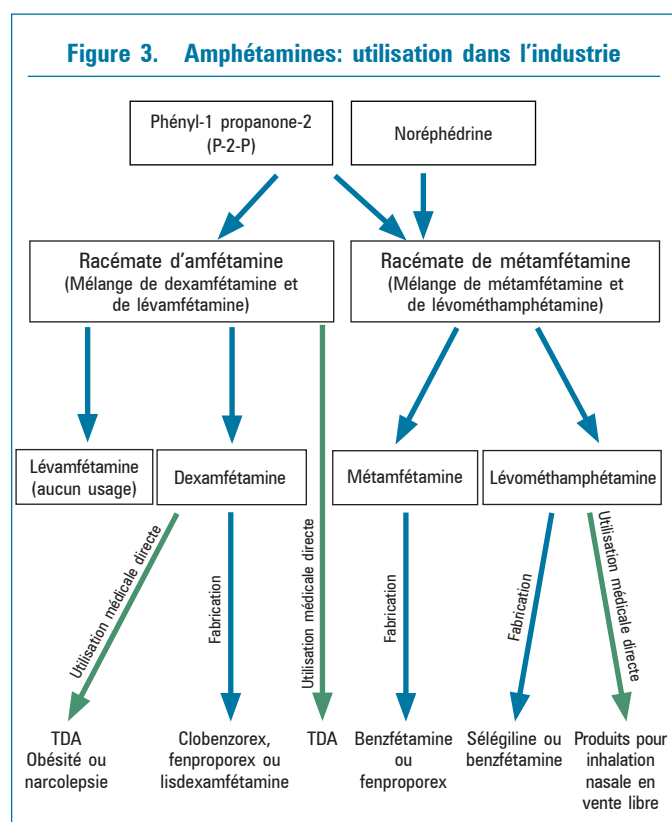 Figure 3. Amphétamines: utilisation dans l'industrie
Phényl-1 propanone-2
(P-2-P)
Noréphédrine
Racémate d'amfétamine
(Mélange de dexamfétamine et
de lévamfétamine)
Racémate de métamfétamine
(Mélange de métamfétamine et
de lévométhamphétamine)
Lévamfétamine
(aucun usage)
Dexamfétamine
Métamfétamine
Lévométhamphétamine
Utilisation médicale directe
Fabrication
Utilisation médicale directe
Fabrication
Fabrication
Utilisation médicale directe
TDA
Obésité ou
narcolepsie
Clobenzorex,
fenproporex ou
lisdexamfétamine
TDA
Benzfétamine
ou
fenproporex
Sélégiline ou
benzfétamine
Produits pour
inhalation
nasale en
vente libre